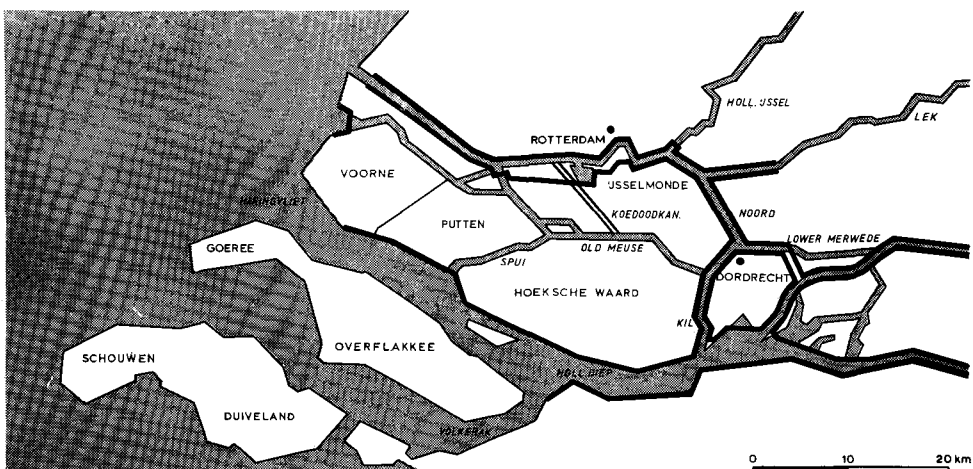 HOLL. IJSSEL
LEK
ROTTERDAM
VOORNE
IJSSELMONDE
HARINGVLIET
KOEDOODKAN.
NOORD
PUTTEN
GOEREE
OLD MEUSE
LOWER MERWEDE
SPUI
DORDRECHT
HOEKSCHE WAARD
KIL
OVERFLAKKEE
SCHOUWEN
HOLL. DIEP
DUIVELAND
VOLKERAK
0 10 20 km